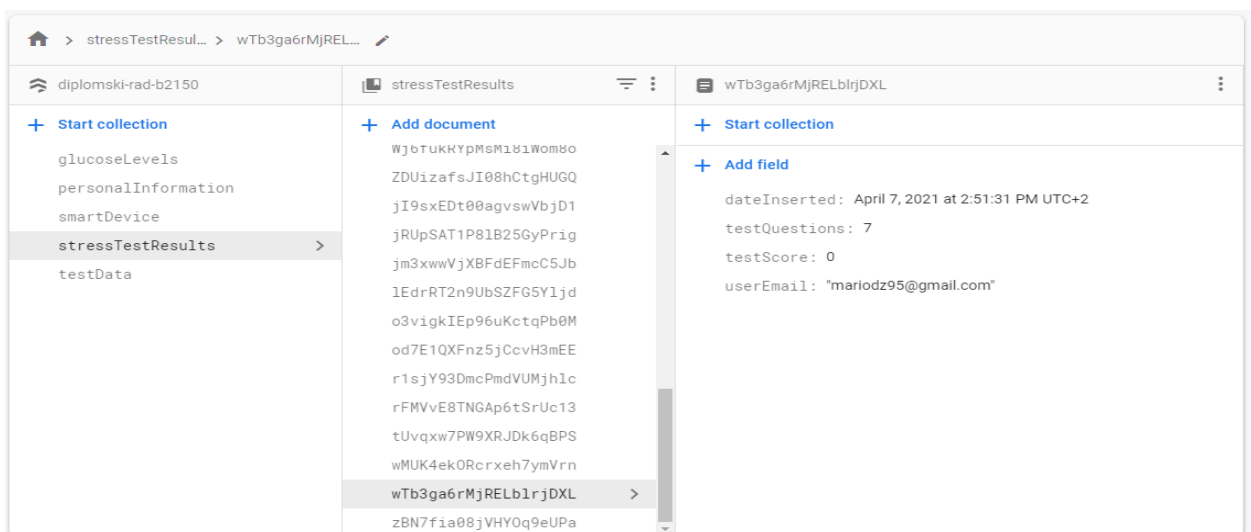 stressTestResul... > wTb3ga6rMjREL...
diplomski-rad-b2150
Start collection
glucoseLevels
personalInformation
smartDevice
stressTestResults
testData
stressTestResults
Add document
Wj6fukRYpMsMi8iWom8o
ZDUizafsJI08hCtgHUGQ
jI9sxEDt00agvswVbjD1
jRUpSAT1P8lB25GyPrig
jm3xwwVjXBFdEFmcC5Jb
lEdrRT2n9UbSZFG5Yljd
o3vigkIEp96uKctqPb0M
od7E1QXFnz5jCcvH3mEE
r1sjY93DmcPmdVUMjhlc
rFMVvE8TNGAp6tSrUc13
tUvqxw7PW9XRJDk6qBPS
wMUK4ekORcrxeh7ymVrn
wTb3ga6rMjRELblrjDXL
zBN7fia08jVHYOq9eUPa
wTb3ga6rMjRELblrjDXL
Start collection
Add field
dateInserted: April 7, 2021 at 2:51:31 PM UTC+2
testQuestions: 7
testScore: 0
userEmail: "mariodz95@gmail.com"